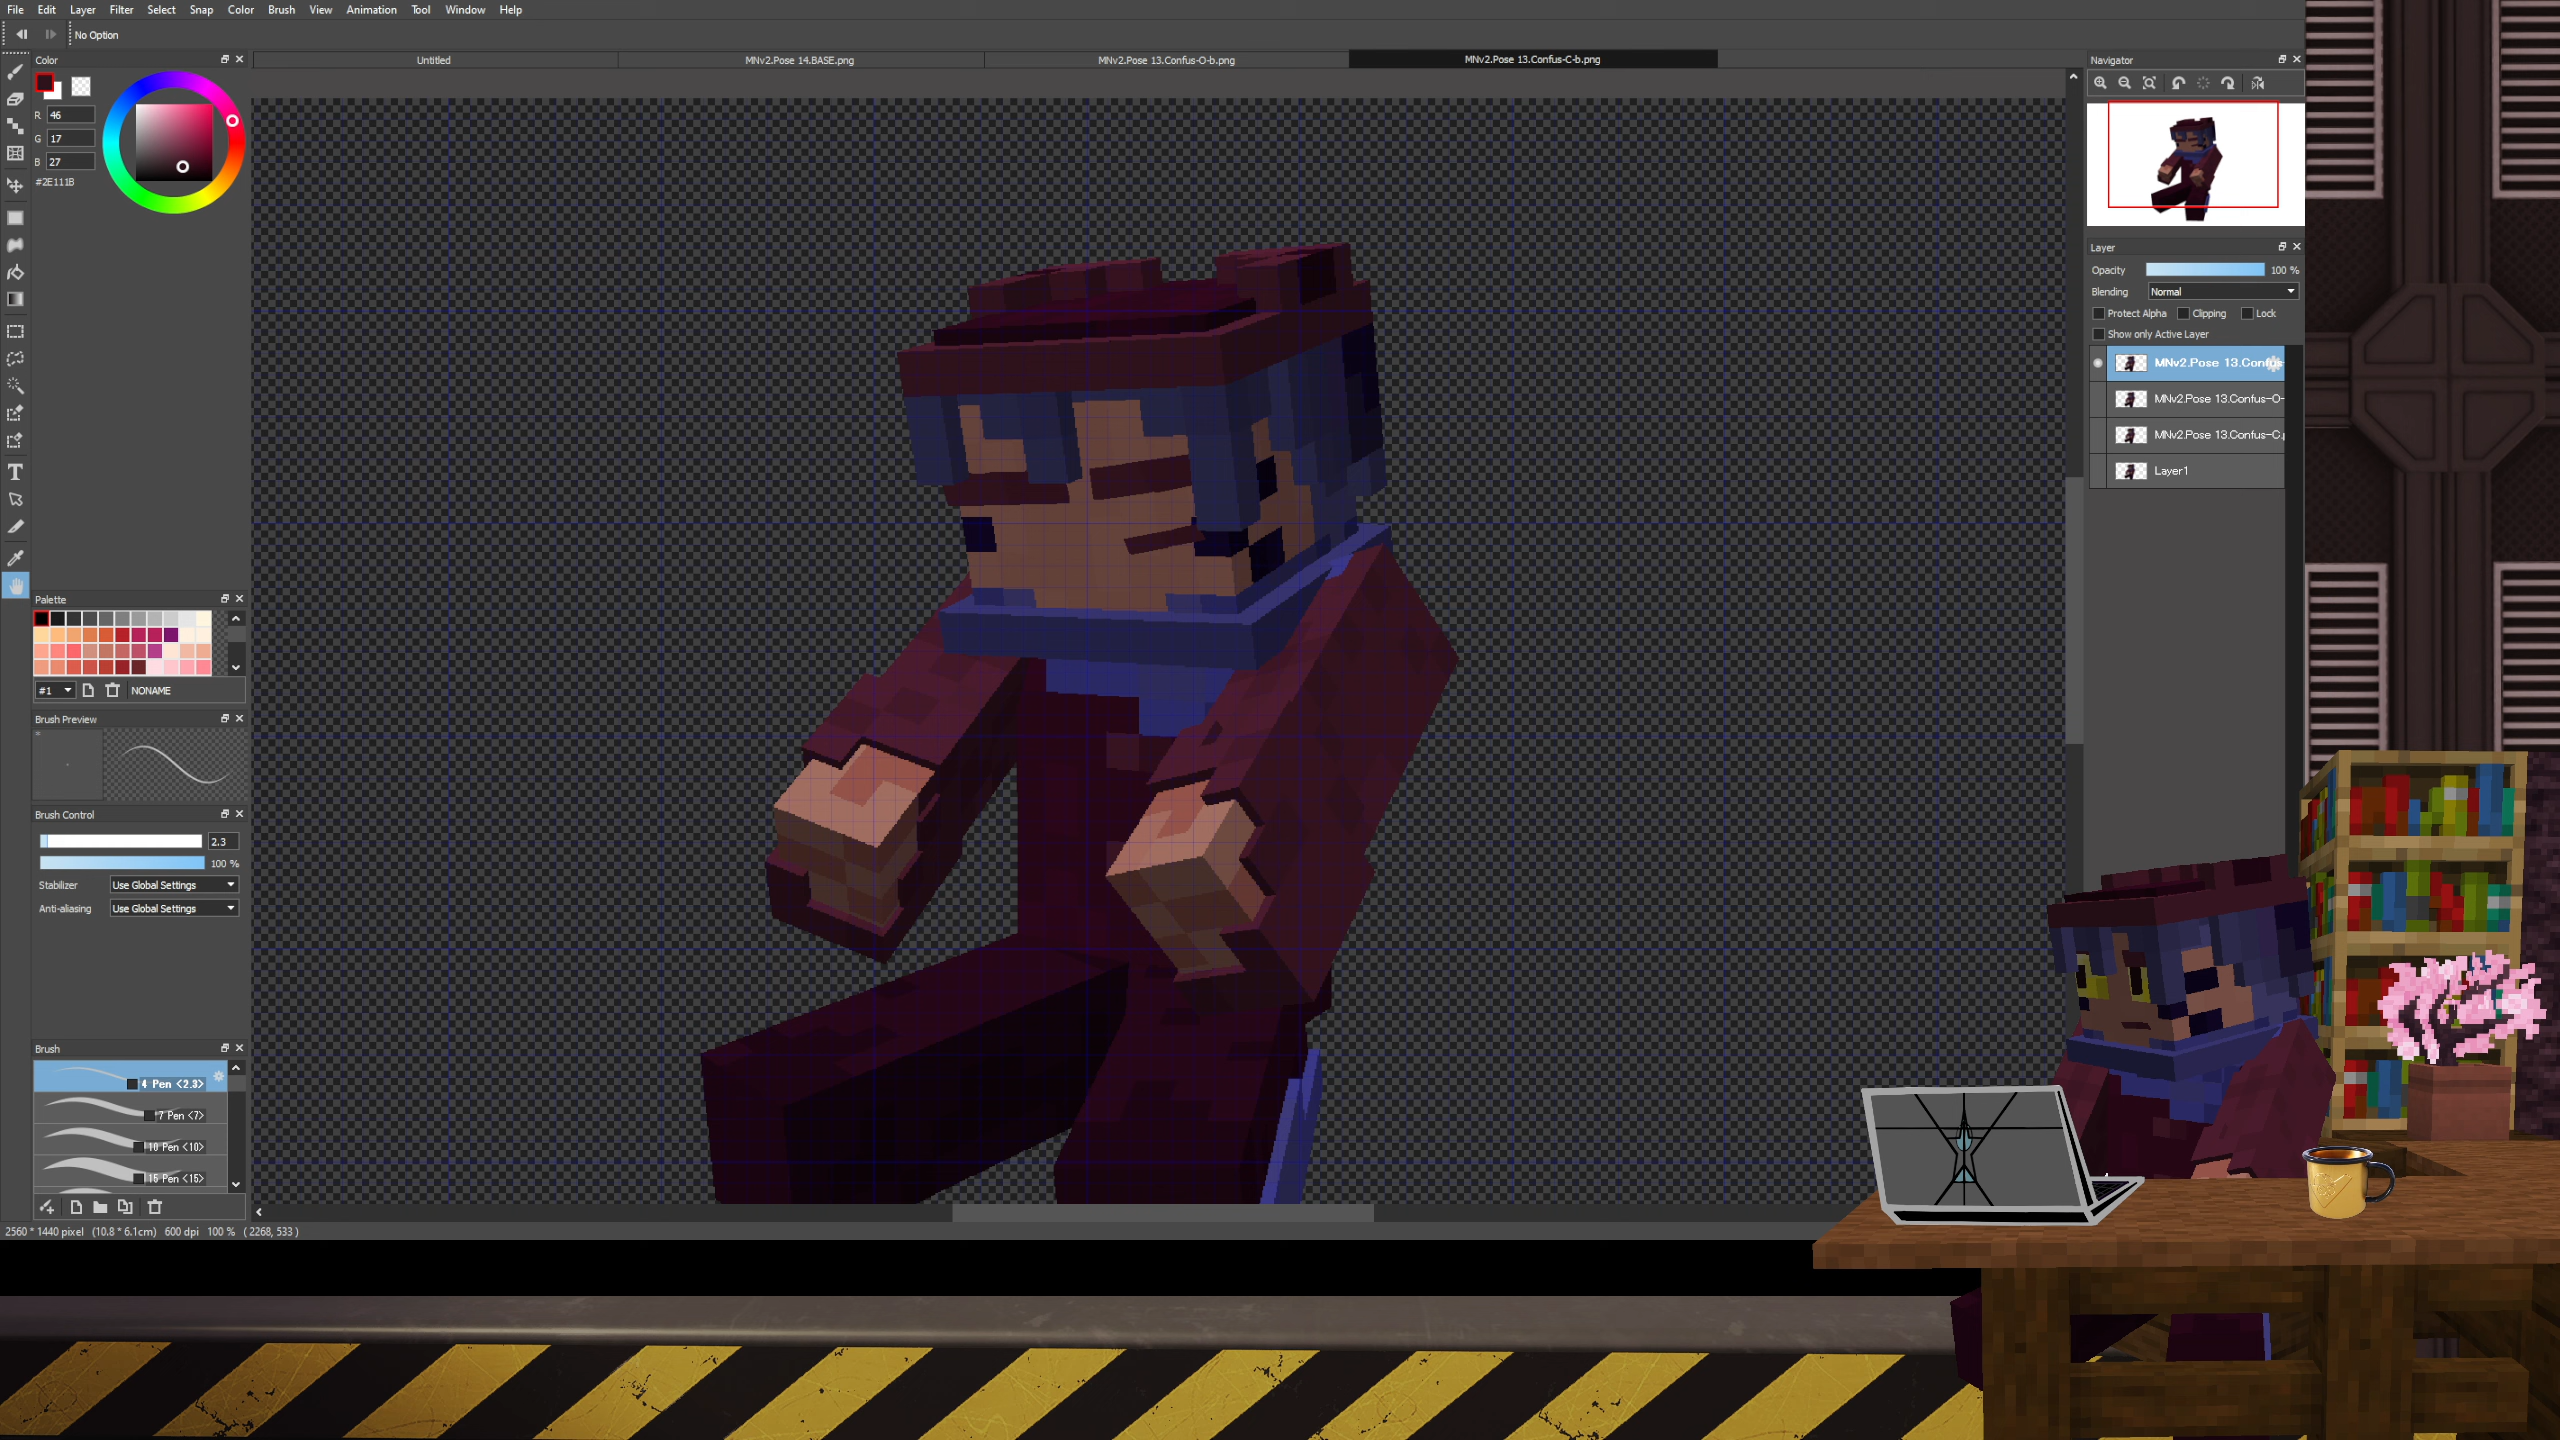 File Edit Layer Filter Select Snap Color Brush View Animation Tool Window Help
No Option
Color
Untitled
MNv2.Pose 14.BASE.png
MNv2.Pose 13.Confus-O-b.png
MNv2.Pose 13.Confus-C-b.png
Navigator
R 46
G 17
B 27
#2E111B
Layer
Opacity 100 %
Blending Normal
Protect Alpha Clipping Lock
Show only Active Layer
MNv2.Pose 13.Confus-
MNv2.Pose 13.Confus-O-
MNv2.Pose 13.Confus-C.
Layer1
Palette
#1 NONAME
Brush Preview
*
Brush Control
2.3
100 %
Stabilizer Use Global Settings
Anti-aliasing Use Global Settings
Brush
4 Pen <2.3>
7 Pen <7>
10 Pen <10>
15 Pen <15>
2560 * 1440 pixel (10.8 * 6.1cm) 600 dpi 100 % ( 2268, 533 )